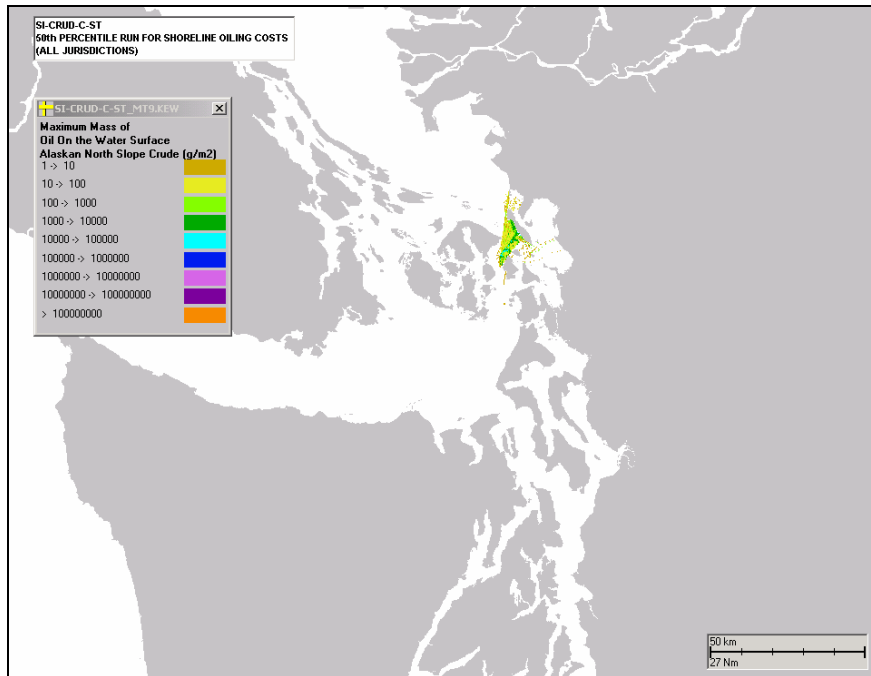 SI-CRUD-C-ST
50th PERCENTILE RUN FOR SHORELINE OILING COSTS
(ALL JURISDICTIONS)
SI-CRUD-C-ST_MT9.KEW
Maximum Mass of
Oil On the Water Surface
Alaskan North Slope Crude (g/m2)
1 -> 10
10 -> 100
100 -> 1000
1000 -> 10000
10000 -> 100000
100000 -> 1000000
1000000 -> 10000000
10000000 -> 100000000
> 100000000
50 km
27 Nm